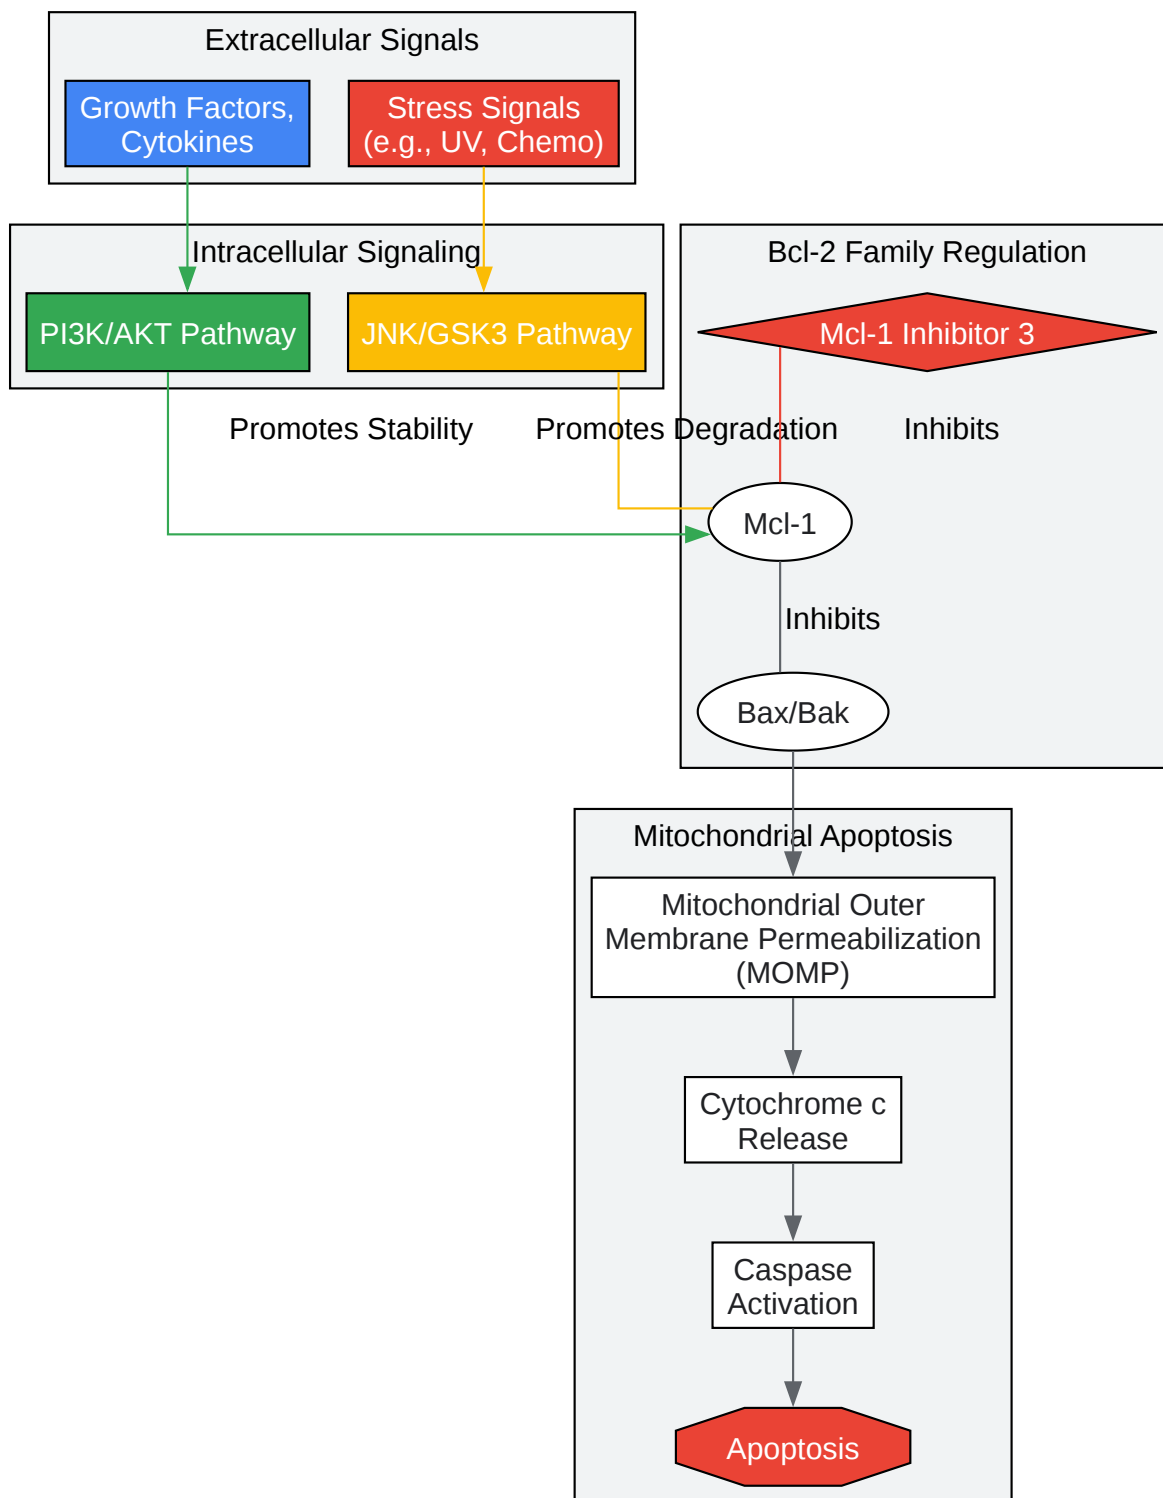 Extracellular Signals
Growth Factors,
Cytokines
Stress Signals
(e.g., UV, Chemo)
Intracellular Signaling
PI3K/AKT Pathway
JNK/GSK3 Pathway
Bcl-2 Family Regulation
Mcl-1 Inhibitor 3
Promotes Stability
Promotes Degradation
Inhibits
Mcl-1
Inhibits
Bax/Bak
Mitochondrial Apoptosis
Mitochondrial Outer
Membrane Permeabilization
(MOMP)
Cytochrome c
Release
Caspase
Activation
Apoptosis